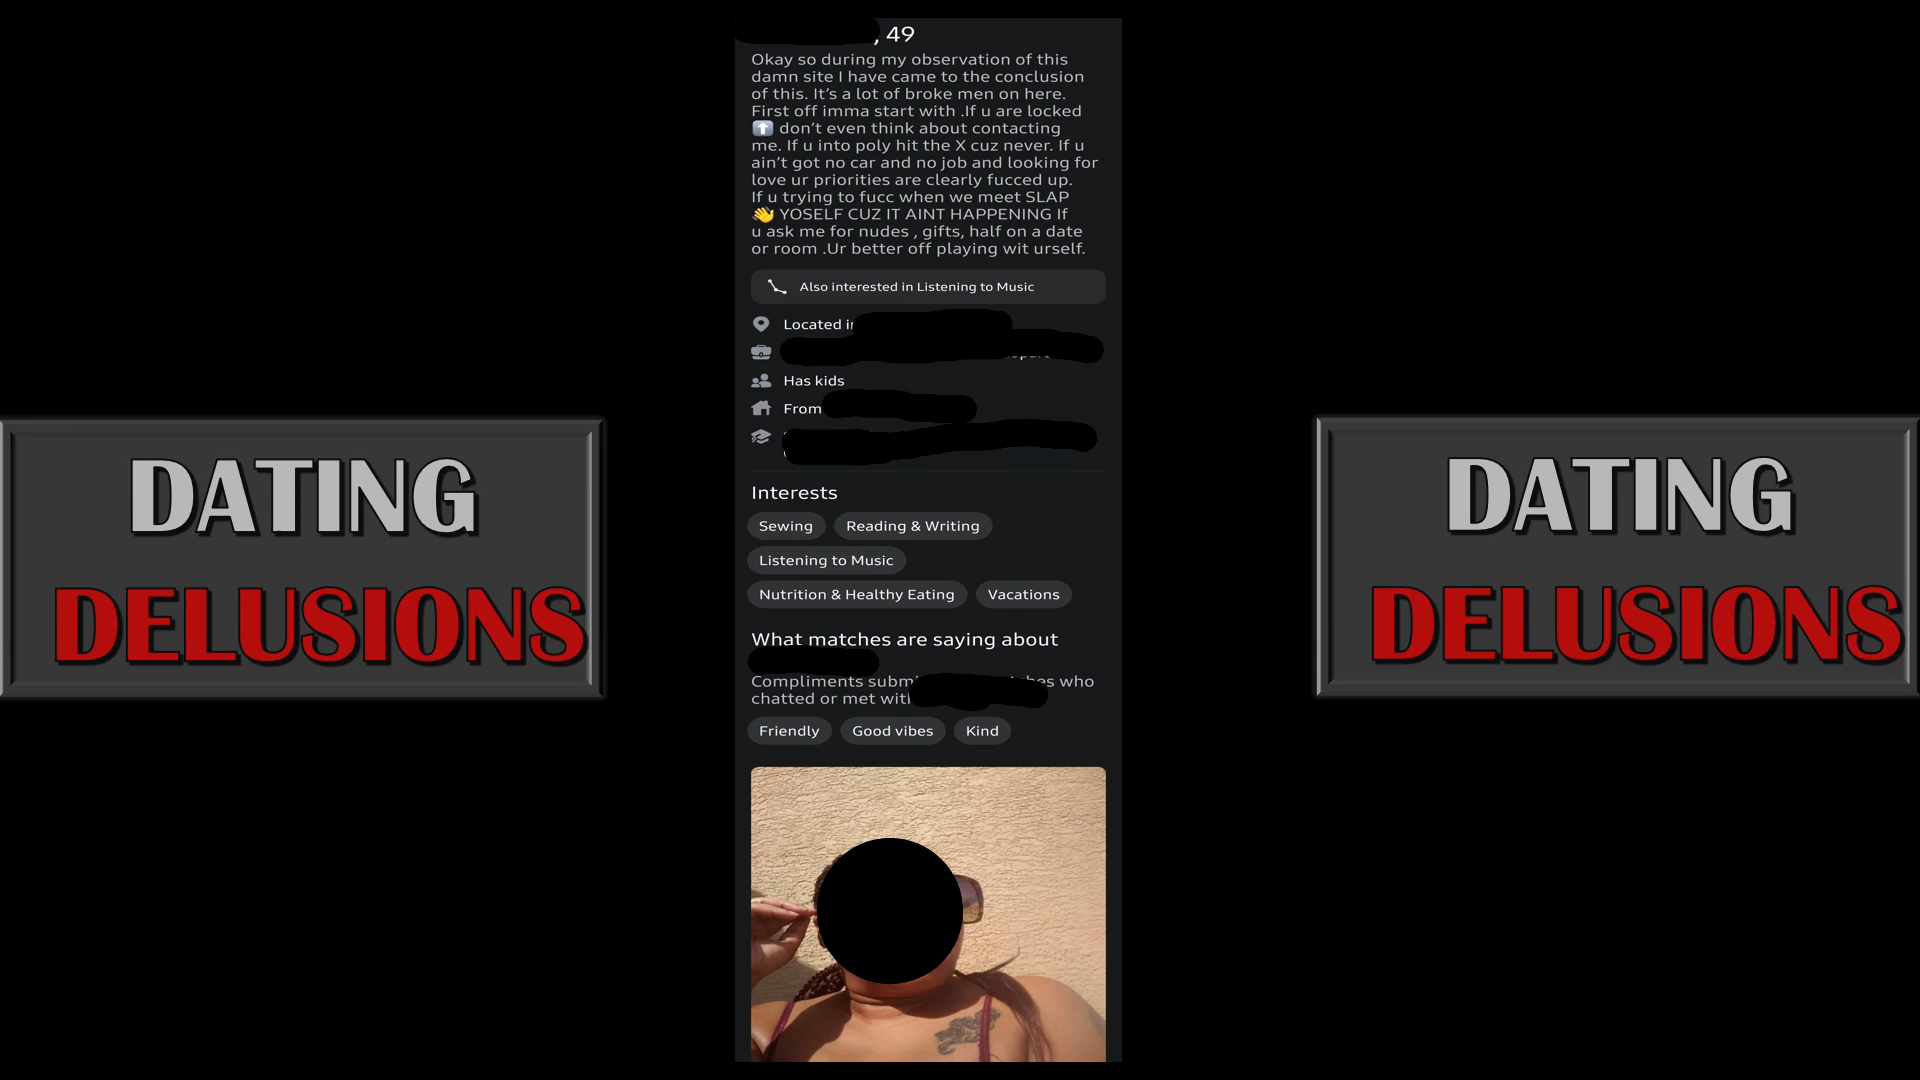 , 49
Okay so during my observation of this
damn site I have came to the conclusion
of this. It's a lot of broke men on here.
First off imma start with .If u are locked
⬆️ don't even think about contacting
me. If u into poly hit the X cuz never. If u
ain't got no car and no job and looking for
love ur priorities are clearly fucced up.
If u trying to fucc when we meet SLAP
👋 YOSELF CUZ IT AINT HAPPENING If
u ask me for nudes , gifts, half on a date
or room .Ur better off playing wit urself.
Also interested in Listening to Music
Located
Has kids
From
Interests
Sewing
Reading & Writing
Listening to Music
Nutrition & Healthy Eating
Vacations
What matches are saying about
Compliments who
chatted or met
Friendly
Good vibes
Kind
DATING
DELUSIONS
DATING
DELUSIONS